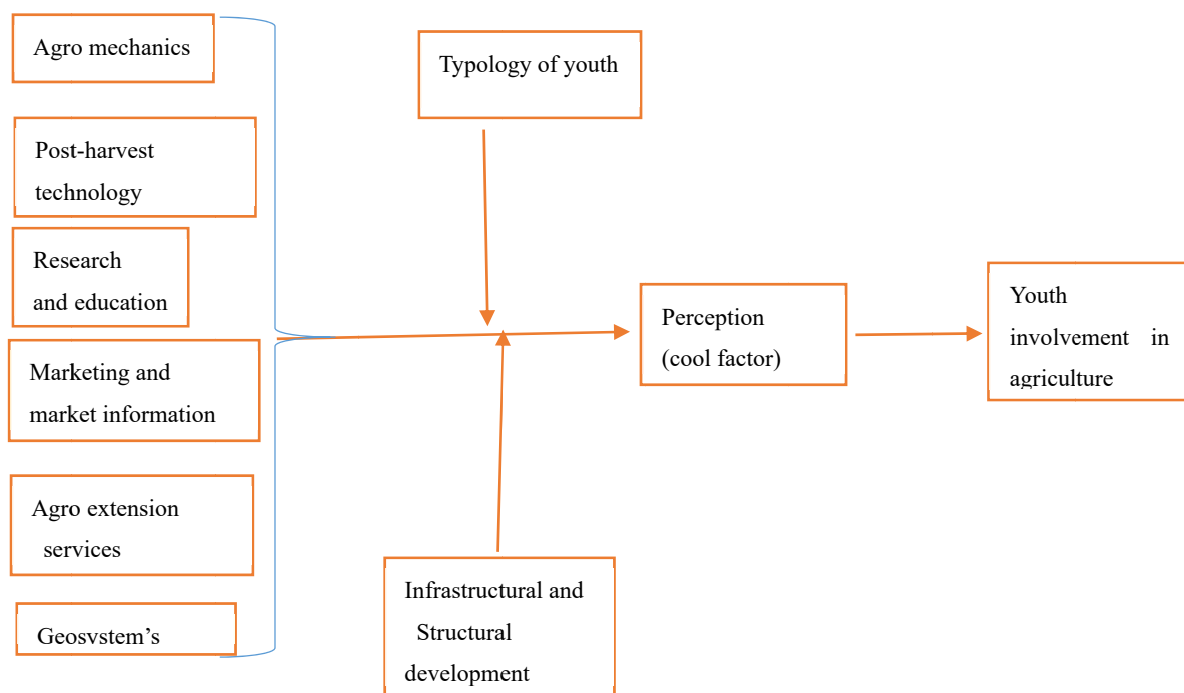 Agro mechanics
Post-harvest
technology
Research
and education
Marketing and
market information
Agro extension
services
Geosystem's
Typology of youth
Infrastructural and
Structural
development
Perception
(cool factor)
Youth
involvement in
agriculture